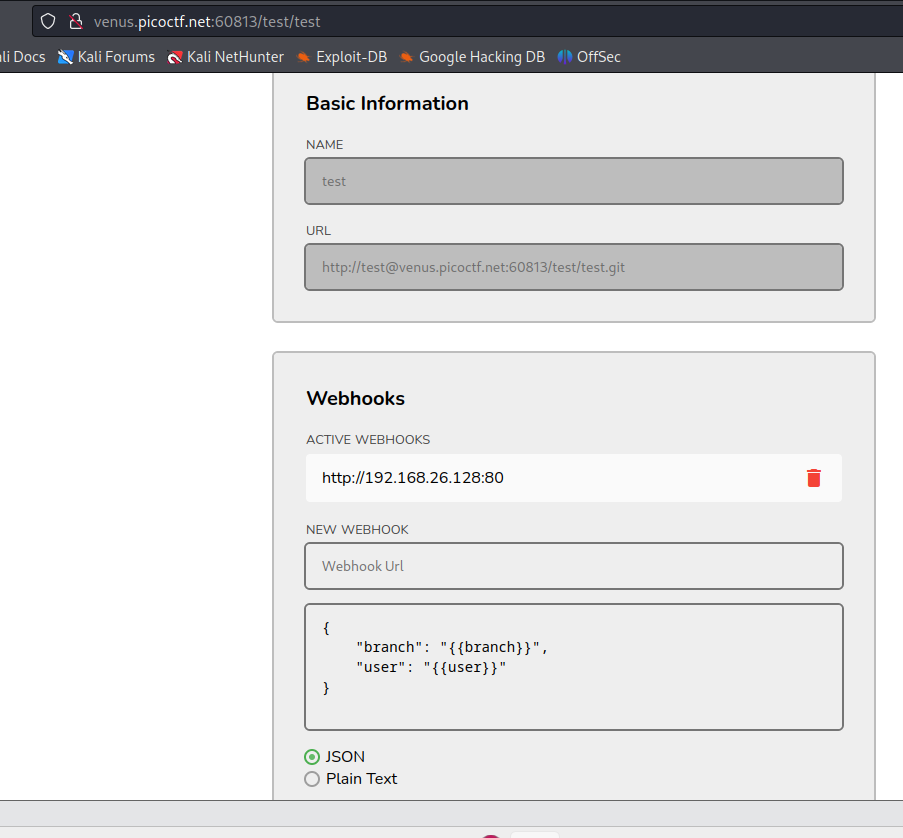 venus.picoctf.net:60813/test/test
ali Docs Kali Forums Kali NetHunter Exploit-DB Google Hacking DB OffSec
Basic Information
NAME
test
URL
http://test@venus.picoctf.net:60813/test/test.git
Webhooks
ACTIVE WEBHOOKS
http://192.168.26.128:80
NEW WEBHOOK
Webhook Url
{
    "branch": "{{branch}}",
    "user": "{{user}}"
}
JSON
Plain Text